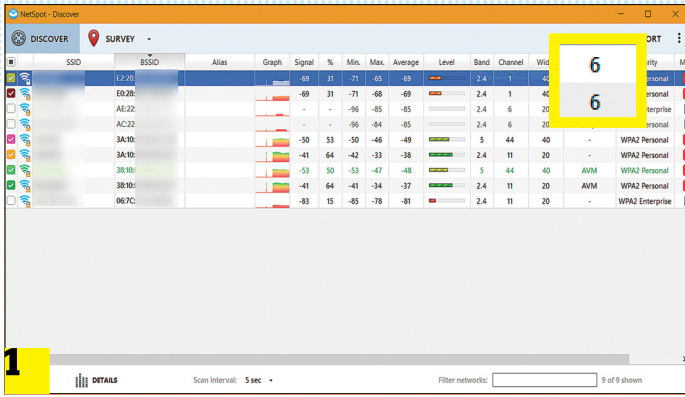 NetSpot - Discover
DISCOVER SURVEY - ORT
SSID BSSID Alias Graph Signal % Min. Max. Average Level Band Channel Wid rity M
E2:28: -69 31 -71 -65 -69 2.4 1 40 ersonal
E0:28: -69 31 -71 -68 -69 2.4 1 40 ersonal
AE:22: - - -96 -85 -85 2.4 6 20 terprise
AC:22 - - -96 -84 -85 2.4 6 20 ersonal
3A:10: -50 53 -50 -46 -49 5 44 40 - WPA2 Personal
3A:10: -41 64 -42 -33 -38 2.4 11 20 - WPA2 Personal
38:10: -53 50 -53 -47 -48 5 44 40 AVM WPA2 Personal
38:10: -41 64 -41 -34 -37 2.4 11 20 AVM WPA2 Personal
06:7C: -83 15 -85 -78 -81 2.4 11 20 - WPA2 Enterprise
6
6
1
DETAILS Scan interval: 5 sec Filter networks: 9 of 9 shown